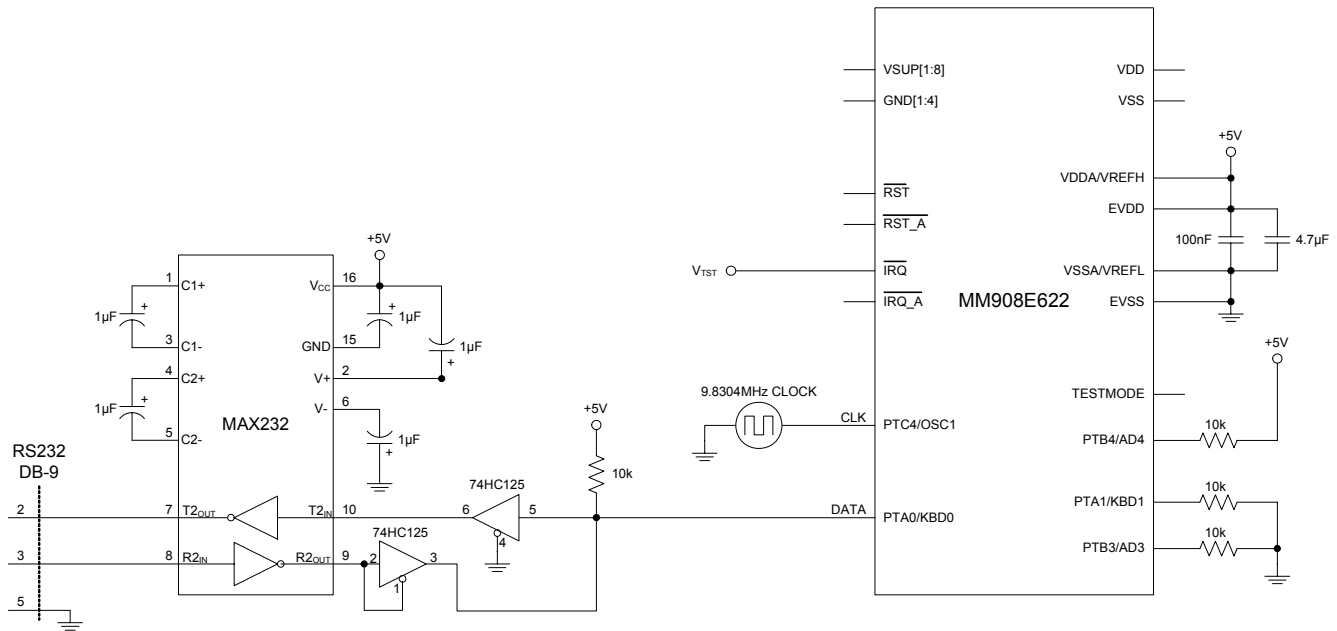 VSUP[1:8]
VDD
GND[1:4]
VSS
+5V
VDDA/VREFH
RST
EVDD
RST_A
100nF
4.7µF
+5V
VTST
IRQ
VSSA/VREFL
MM908E622
1
C1+
VCC
16
IRQ_A
EVSS
+
1µF
+
1µF
3
C1-
GND
15
1µF
+
+5V
4
C2+
V+
2
+
1µF
MAX232
V-
6
9.8304MHz CLOCK
TESTMODE
5
C2-
1µF
+
+5V
CLK
PTC4/OSC1
PTB4/AD4
10k
RS232
DB-9
10k
74HC125
10k
2
7
T2OUT
T2IN
10
6
5
DATA
PTA0/KBD0
PTA1/KBD1
4
74HC125
10k
3
8
R2IN
R2OUT
9
2
3
PTB3/AD3
1
5